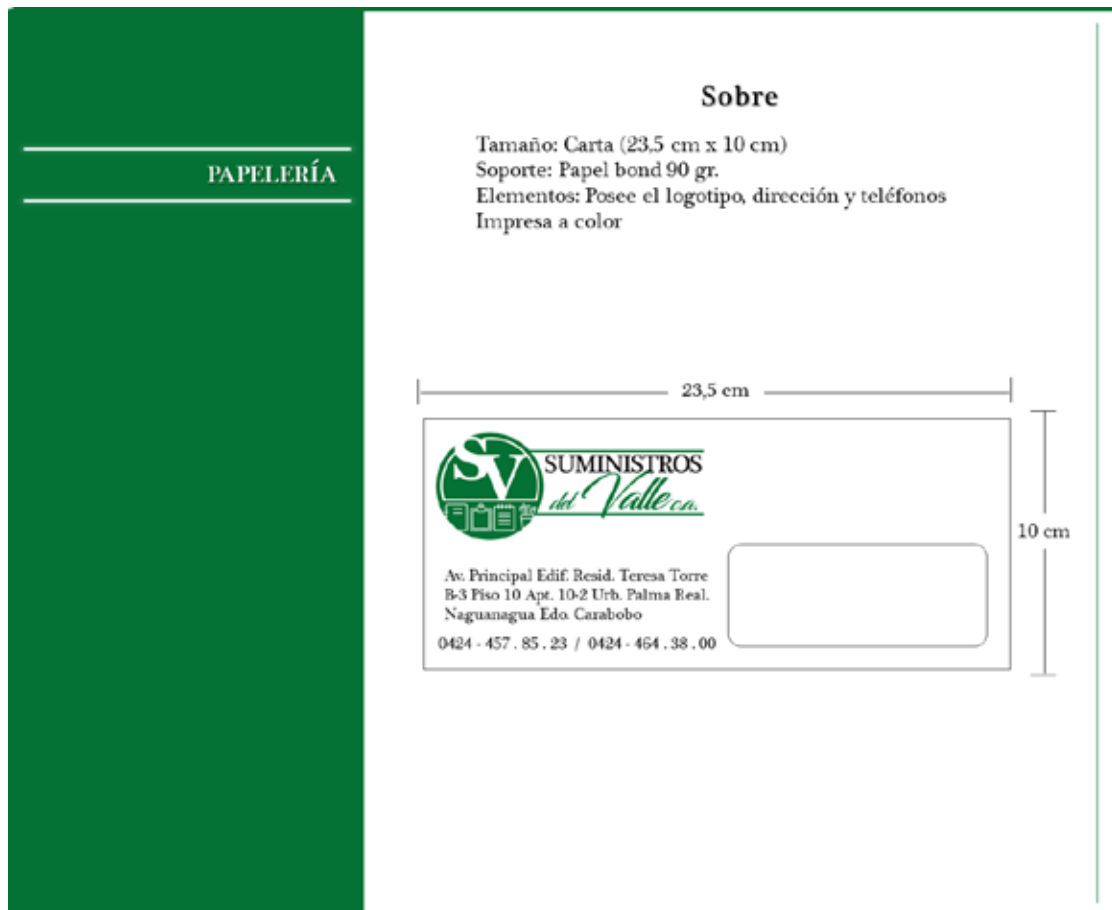 PAPELERÍA
Sobre
Tamaño: Carta (23,5 cm x 10 cm)
Soporte: Papel bond 90 gr.
Elementos: Posee el logotipo, dirección y teléfonos
Impresa a color
23,5 cm
SV
SUMINISTROS
del Valle c.a.
Av. Principal Edif. Resid. Teresa Torre
B-3 Piso 10 Apt. 10-2 Urb. Palma Real.
Naguanagua Edo. Carabobo
0424 - 457 . 85 . 23 / 0424 - 464 . 38 . 00
10 cm